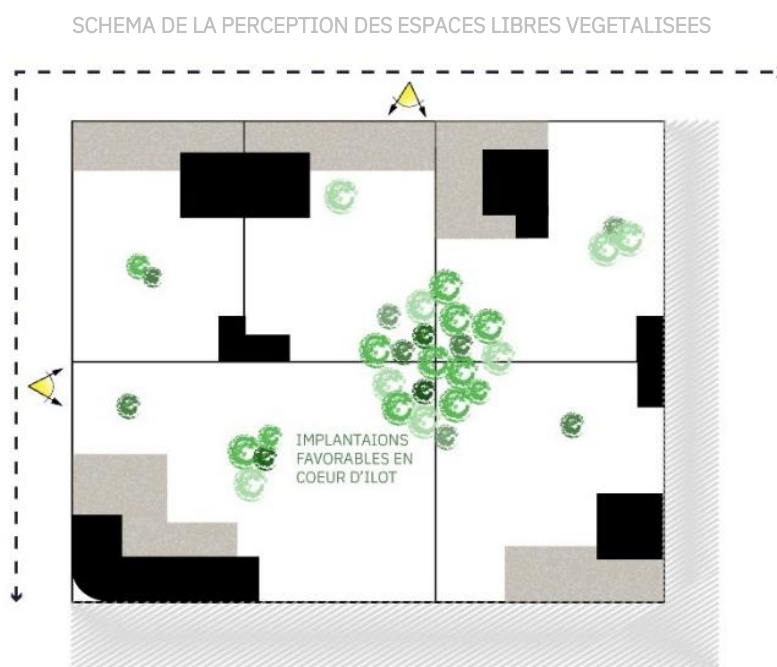 SCHEMA DE LA PERCEPTION DES ESPACES LIBRES VEGETALISEES
IMPLANTAIONS
FAVORABLES EN
COEUR D'ILOT